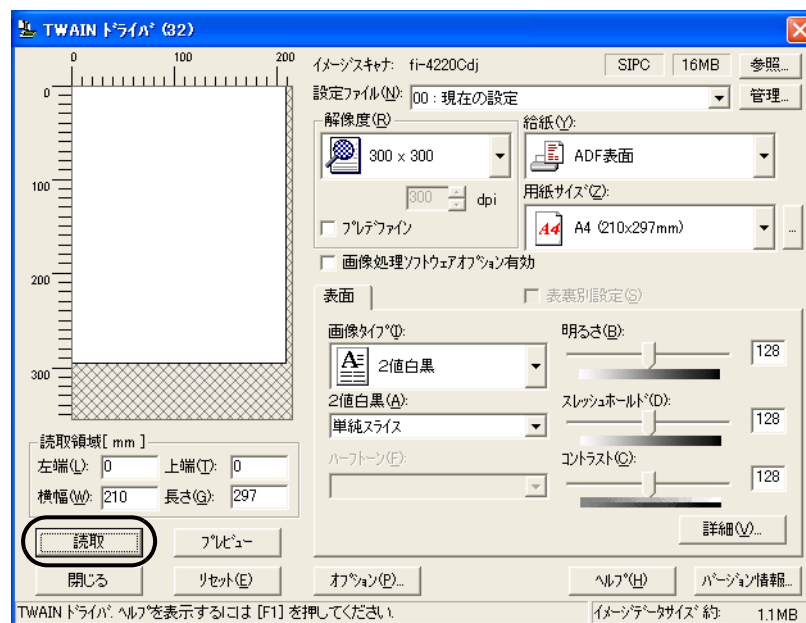 TWAIN ﾄﾞﾗｲﾊﾞ (32)
0 100 200
0
100
200
300
ｲﾒｰｼﾞｽｷｬﾅ: fi-4220Cdj SIPC 16MB 参照...
設定ﾌｧｲﾙ(N): 00 : 現在の設定 管理...
解像度(R)
300 x 300
300 dpi
ﾌﾟﾚﾃﾞﾌｧｲﾝ
給紙(Y):
ADF表面
用紙ｻｲｽﾞ(Z):
A4 A4 (210x297mm) ...
画像処理ｿﾌﾄｳｪｱｵﾌﾟｼｮﾝ有効
表面 表裏別設定(S)
画像ﾀｲﾌﾟ(I):
A 2値白黒
2値白黒(A):
単純ｽﾗｲｽ
ﾊｰﾌﾄｰﾝ(F):
明るさ(B):
128
ｽﾚｯｼｭﾎｰﾙﾄﾞ(D):
128
ｺﾝﾄﾗｽﾄ(C):
128
詳細(V)...
読取領域[ mm ]
左端(L): 0 上端(T): 0
横幅(W): 210 長さ(G): 297
読取 ﾌﾟﾚﾋﾞｭｰ
閉じる ﾘｾｯﾄ(E) ｵﾌﾟｼｮﾝ(P)... ﾍﾙﾌﾟ(H) ﾊﾞｰｼﾞｮﾝ情報...
TWAIN ﾄﾞﾗｲﾊﾞ. ﾍﾙﾌﾟを表示するには [F1] を押してください. ｲﾒｰｼﾞﾃﾞｰﾀｻｲｽﾞ 約: 1.1MB